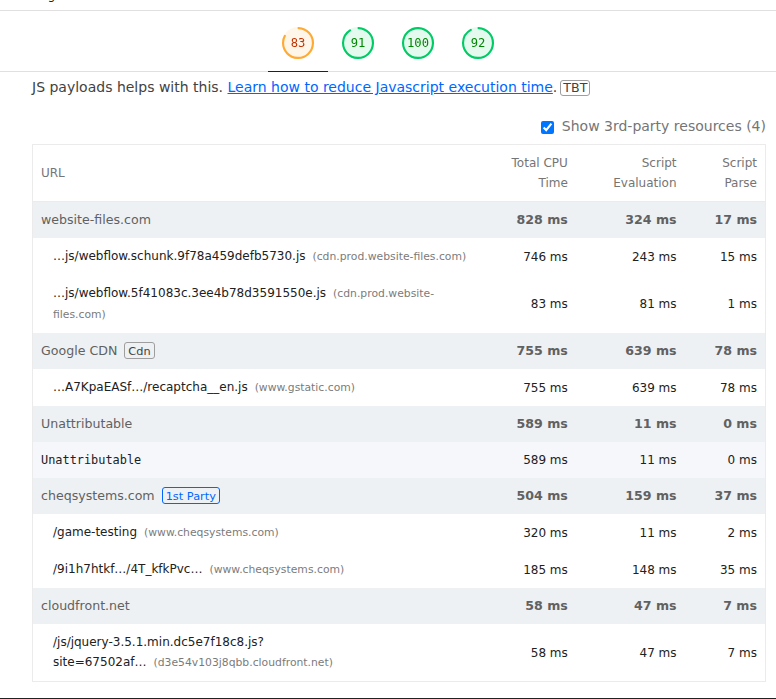 83 91 100 92
JS payloads helps with this. Learn how to reduce Javascript execution time. TBT
Show 3rd-party resources (4)
URL Total CPU Time Script Evaluation Script Parse
website-files.com 828 ms 324 ms 17 ms
…js/webflow.schunk.9f78a459defb5730.js (cdn.prod.website-files.com) 746 ms 243 ms 15 ms
…js/webflow.5f41083c.3ee4b78d3591550e.js (cdn.prod.website-
files.com) 83 ms 81 ms 1 ms
Google CDN Cdn 755 ms 639 ms 78 ms
…A7KpaEASf…/recaptcha__en.js (www.gstatic.com) 755 ms 639 ms 78 ms
Unattributable 589 ms 11 ms 0 ms
Unattributable 589 ms 11 ms 0 ms
cheqsystems.com 1st Party 504 ms 159 ms 37 ms
/game-testing (www.cheqsystems.com) 320 ms 11 ms 2 ms
/9i1h7htkf…/4T_kfkPvc… (www.cheqsystems.com) 185 ms 148 ms 35 ms
cloudfront.net 58 ms 47 ms 7 ms
/js/jquery-3.5.1.min.dc5e7f18c8.js?
site=67502af… (d3e54v103j8qbb.cloudfront.net) 58 ms 47 ms 7 ms